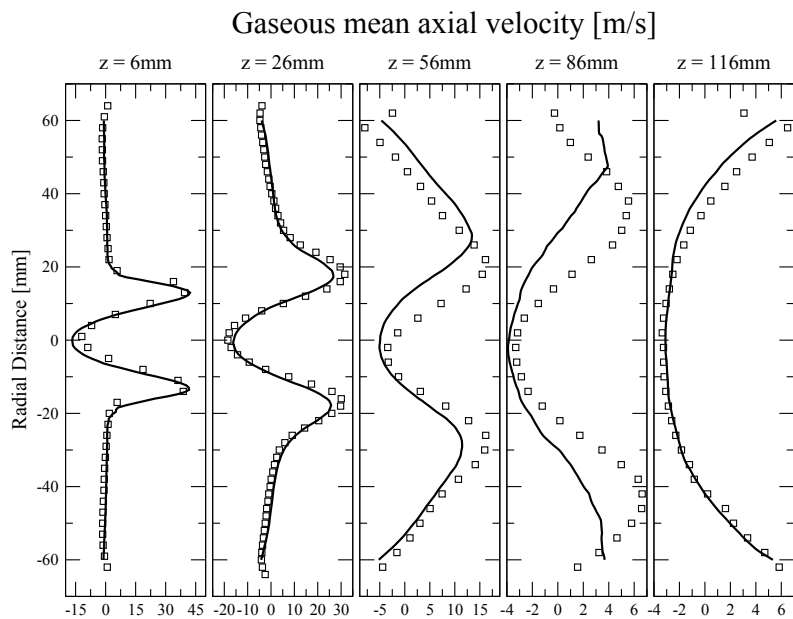 Gaseous mean axial velocity [m/s]
z = 6mm z = 26mm z = 56mm z = 86mm z = 116mm
Radial Distance [mm]
60
40
20
0
-20
-40
-60
-15 0 15 30 45 -20 -10 0 10 20 30 -5 0 5 10 15 -4 -2 0 2 4 6 -4 -2 0 2 4 6